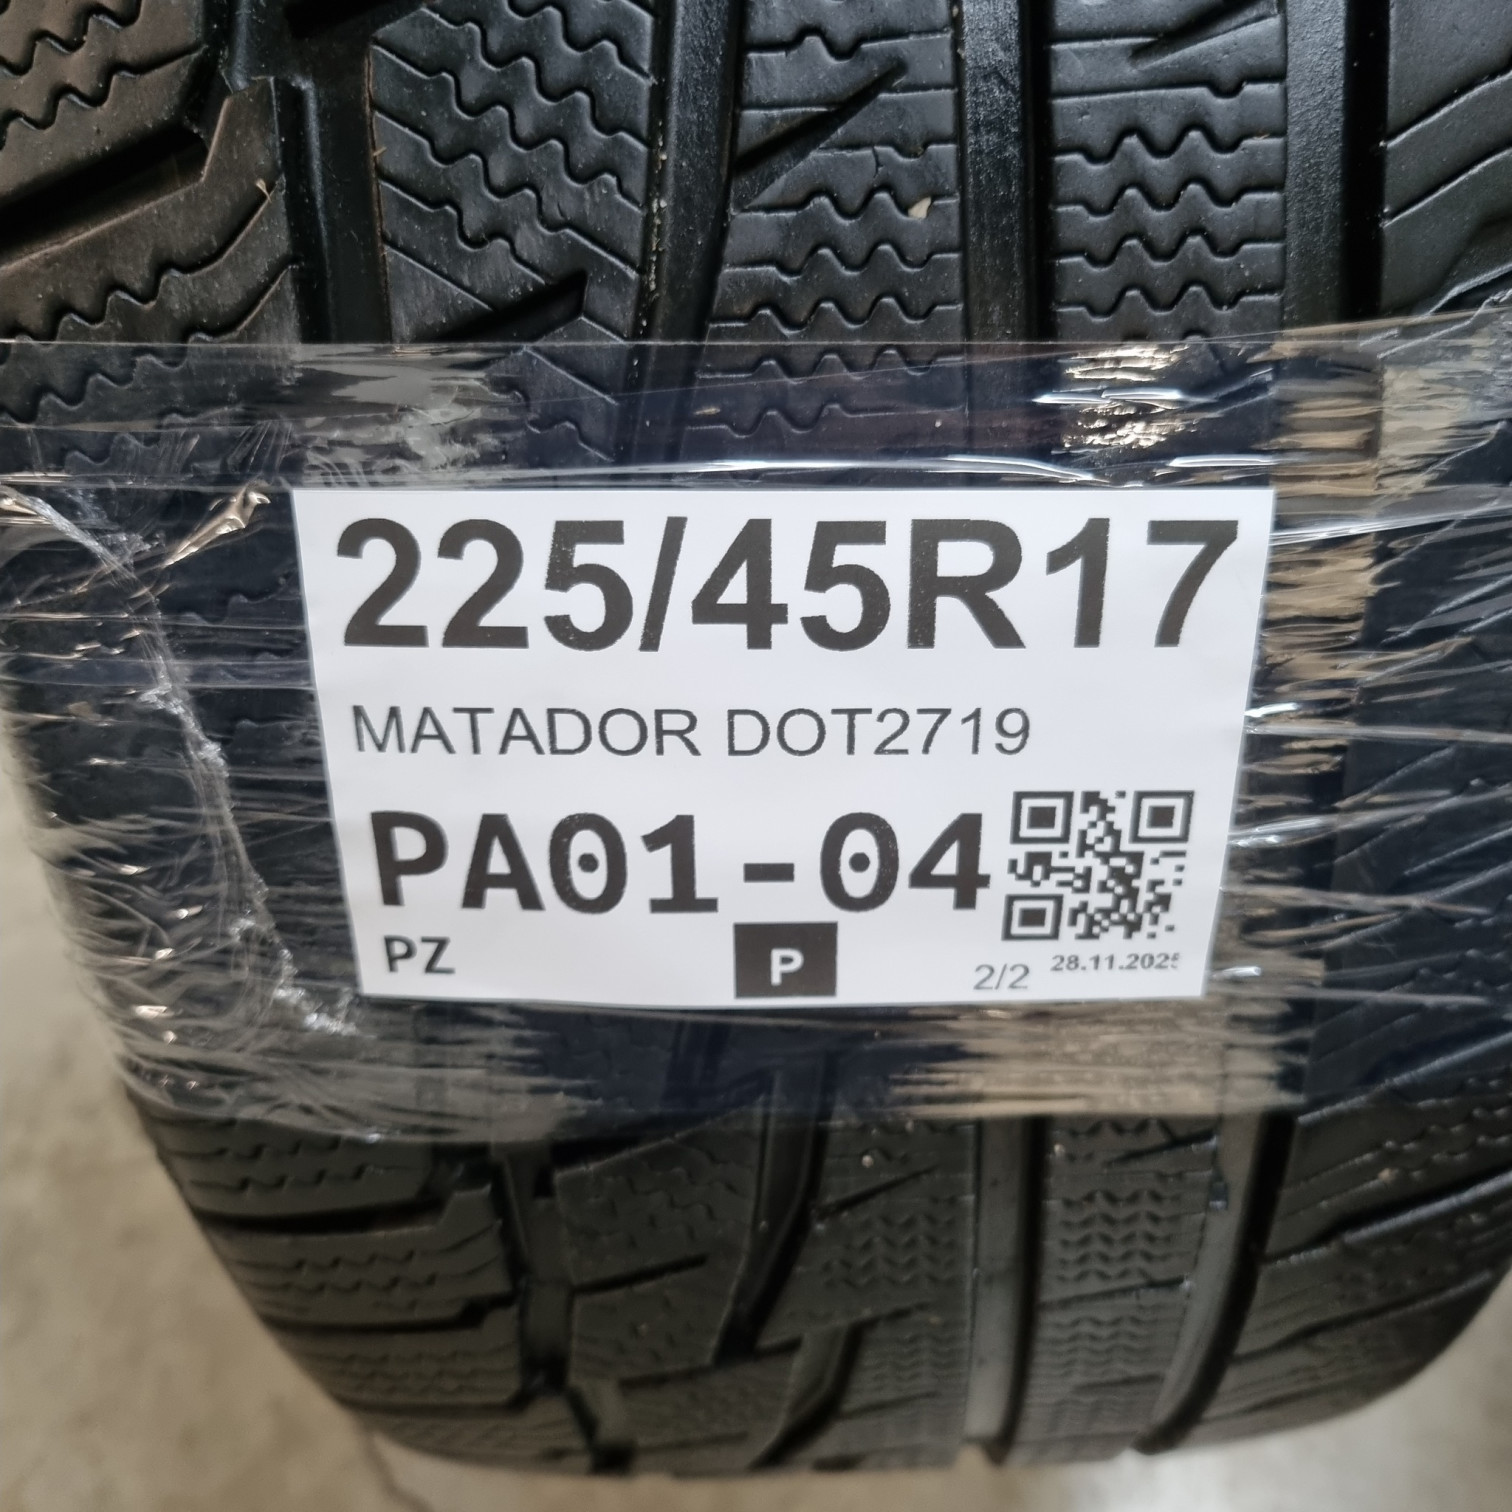 225/45R17
MATADOR DOT2719
PA01-04
PZ P 2/2 28.11.2025